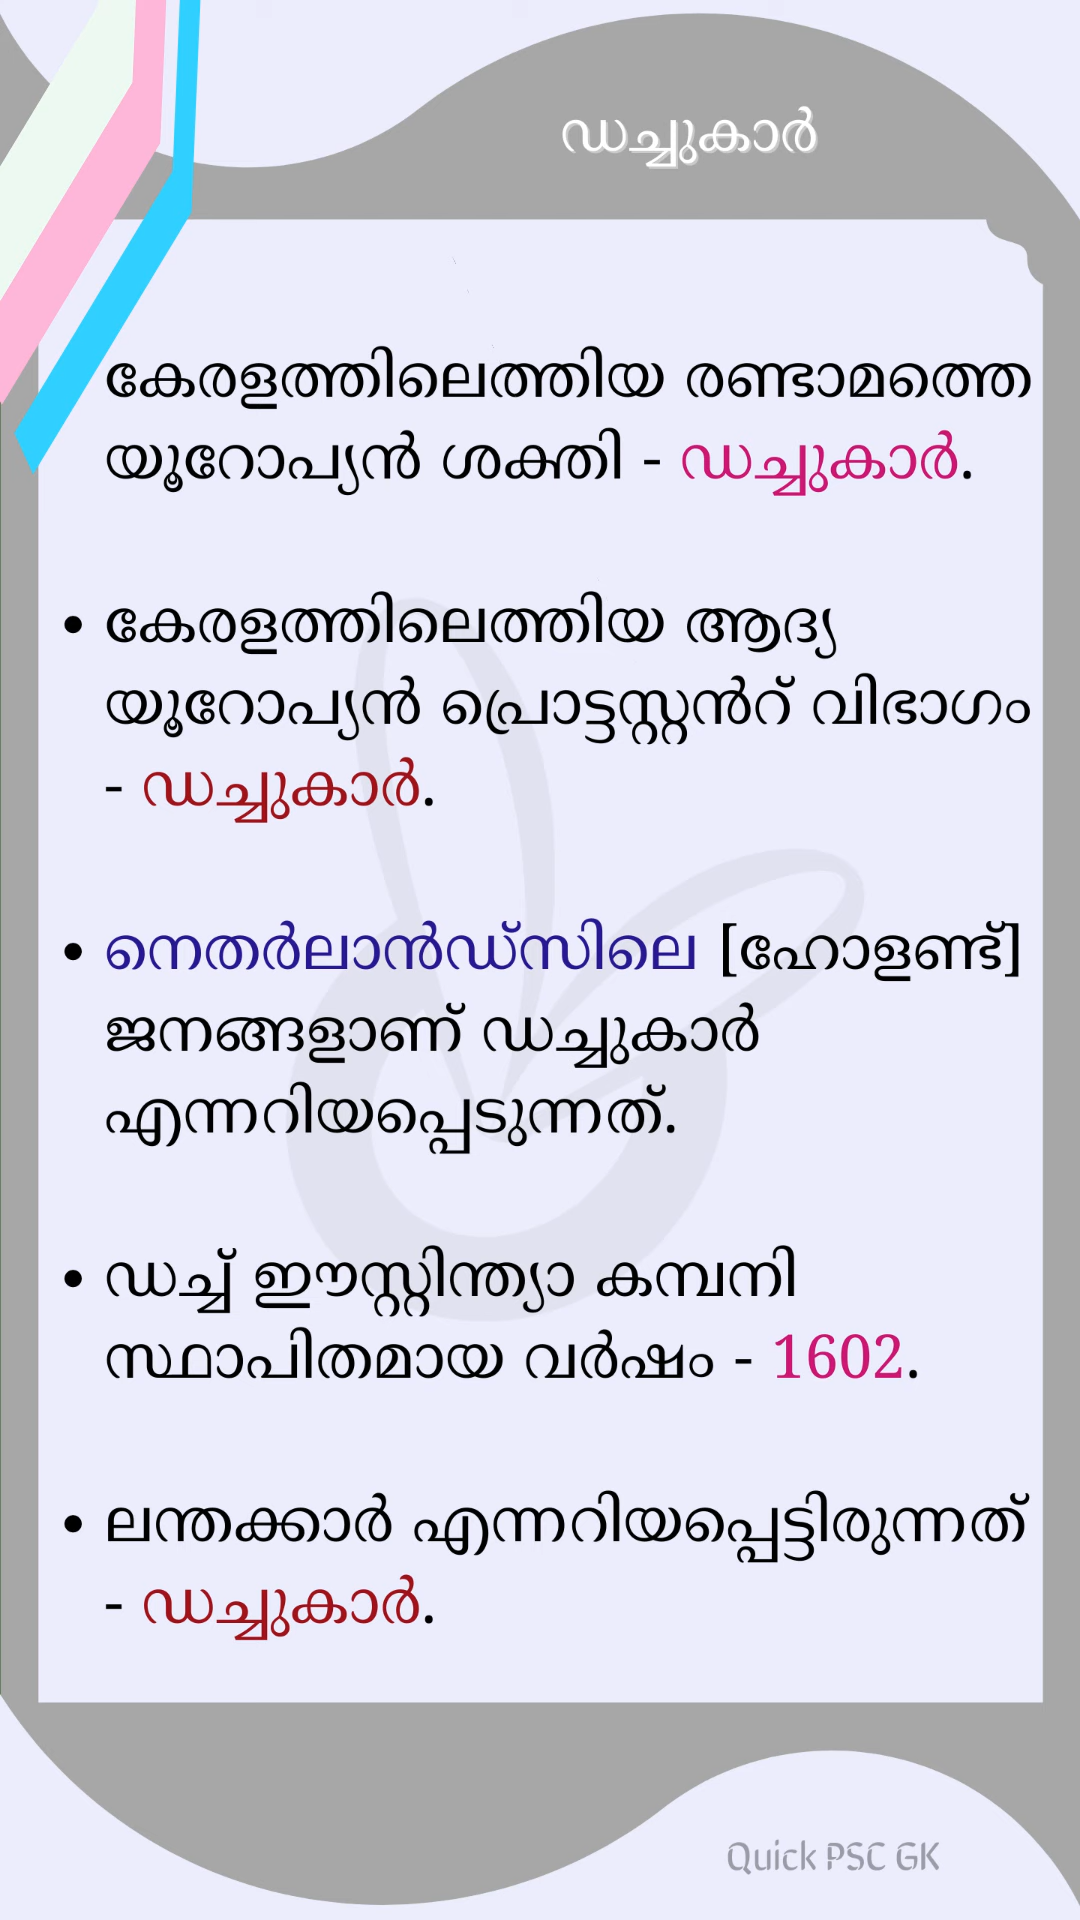 ഡച്ചുകാർ
കേരളത്തിലെത്തിയ രണ്ടാമത്തെ
യൂറോപ്യൻ ശക്തി - ഡച്ചുകാർ.
• കേരളത്തിലെത്തിയ ആദ്യ
യൂറോപ്യൻ പ്രൊട്ടസ്റ്റൻറ് വിഭാഗം
- ഡച്ചുകാർ.
• നെതർലാൻഡ്സിലെ [ഹോളണ്ട്]
ജനങ്ങളാണ് ഡച്ചുകാർ
എന്നറിയപ്പെടുന്നത്.
• ഡച്ച് ഈസ്റ്റിന്ത്യാ കമ്പനി
സ്ഥാപിതമായ വർഷം - 1602.
• ലന്തക്കാർ എന്നറിയപ്പെട്ടിരുന്നത്
- ഡച്ചുകാർ.
Quick PSC GK